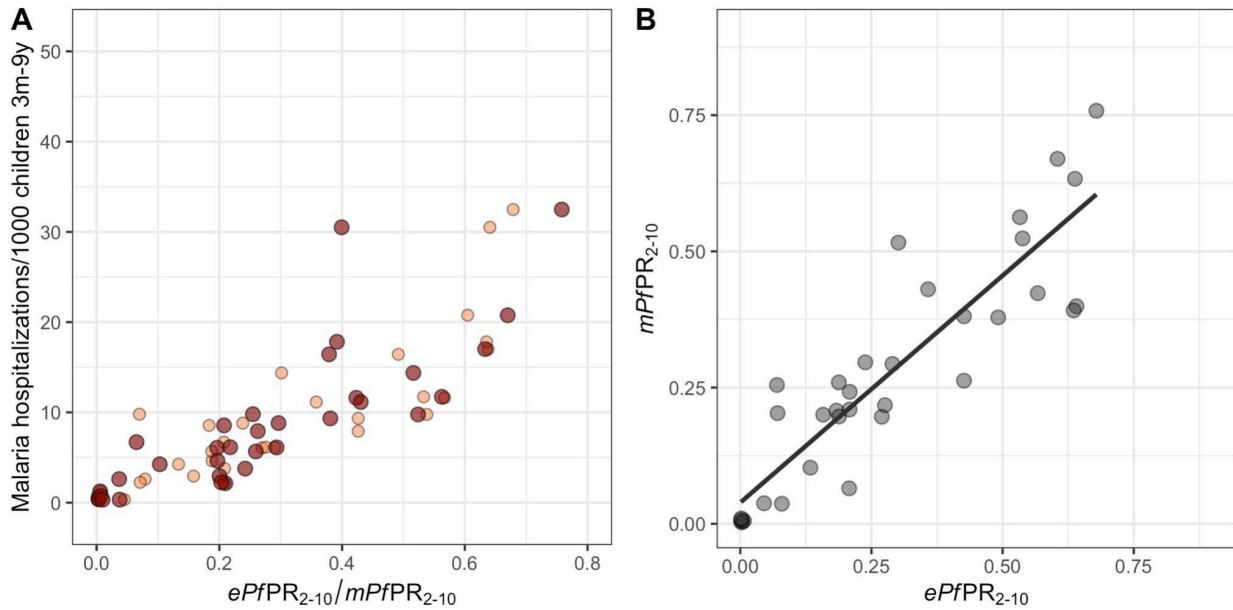 A
B
Malaria hospitalizations/1000 children 3m-9y
50
40
30
20
10
0
0.0 0.2 0.4 0.6 0.8
ePfPR2-10/mPfPR2-10
mPfPR2-10
0.75
0.50
0.25
0.00
0.00 0.25 0.50 0.75
ePfPR2-10